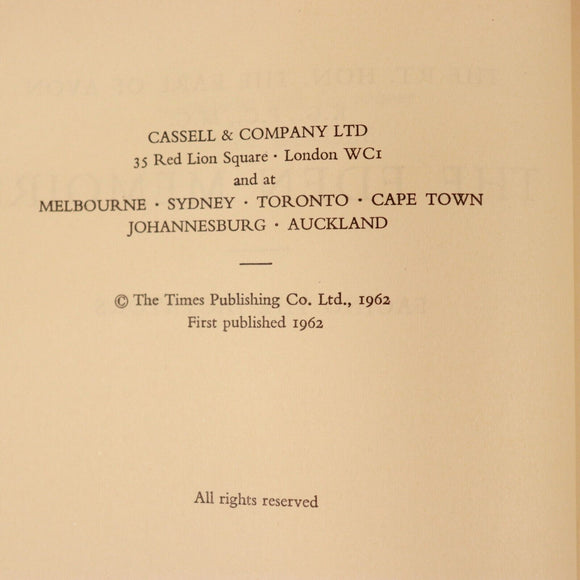 CASSELL & COMPANY LTD
35 Red Lion Square · London WC1
and at
MELBOURNE · SYDNEY · TORONTO · CAPE TOWN
JOHANNESBURG · AUCKLAND
© The Times Publishing Co. Ltd., 1962
First published 1962
All rights reserved